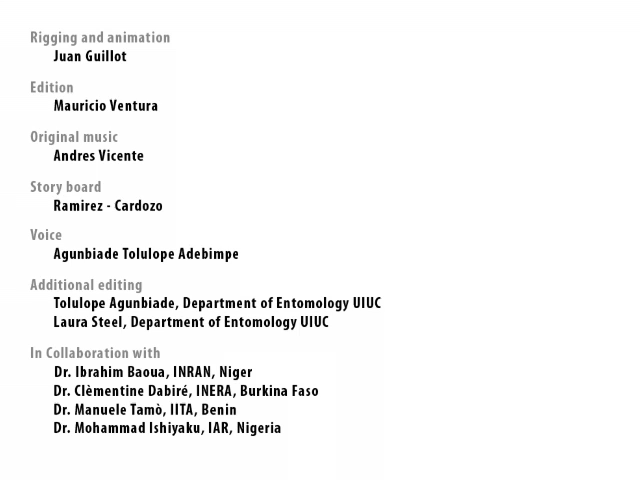 Rigging and animation
Juan Guillot
Edition
Mauricio Ventura
Original music
Andres Vicente
Story board
Ramirez - Cardozo
Voice
Agunbiade Tolulope Adebimpe
Additional editing
Tolulope Agunbiade, Department of Entomology UIUC
Laura Steel, Department of Entomology UIUC
In Collaboration with
Dr. Ibrahim Baoua, INRAN, Niger
Dr. Clèmentine Dabiré, INERA, Burkina Faso
Dr. Manuele Tamò, IITA, Benin
Dr. Mohammad Ishiyaku, IAR, Nigeria